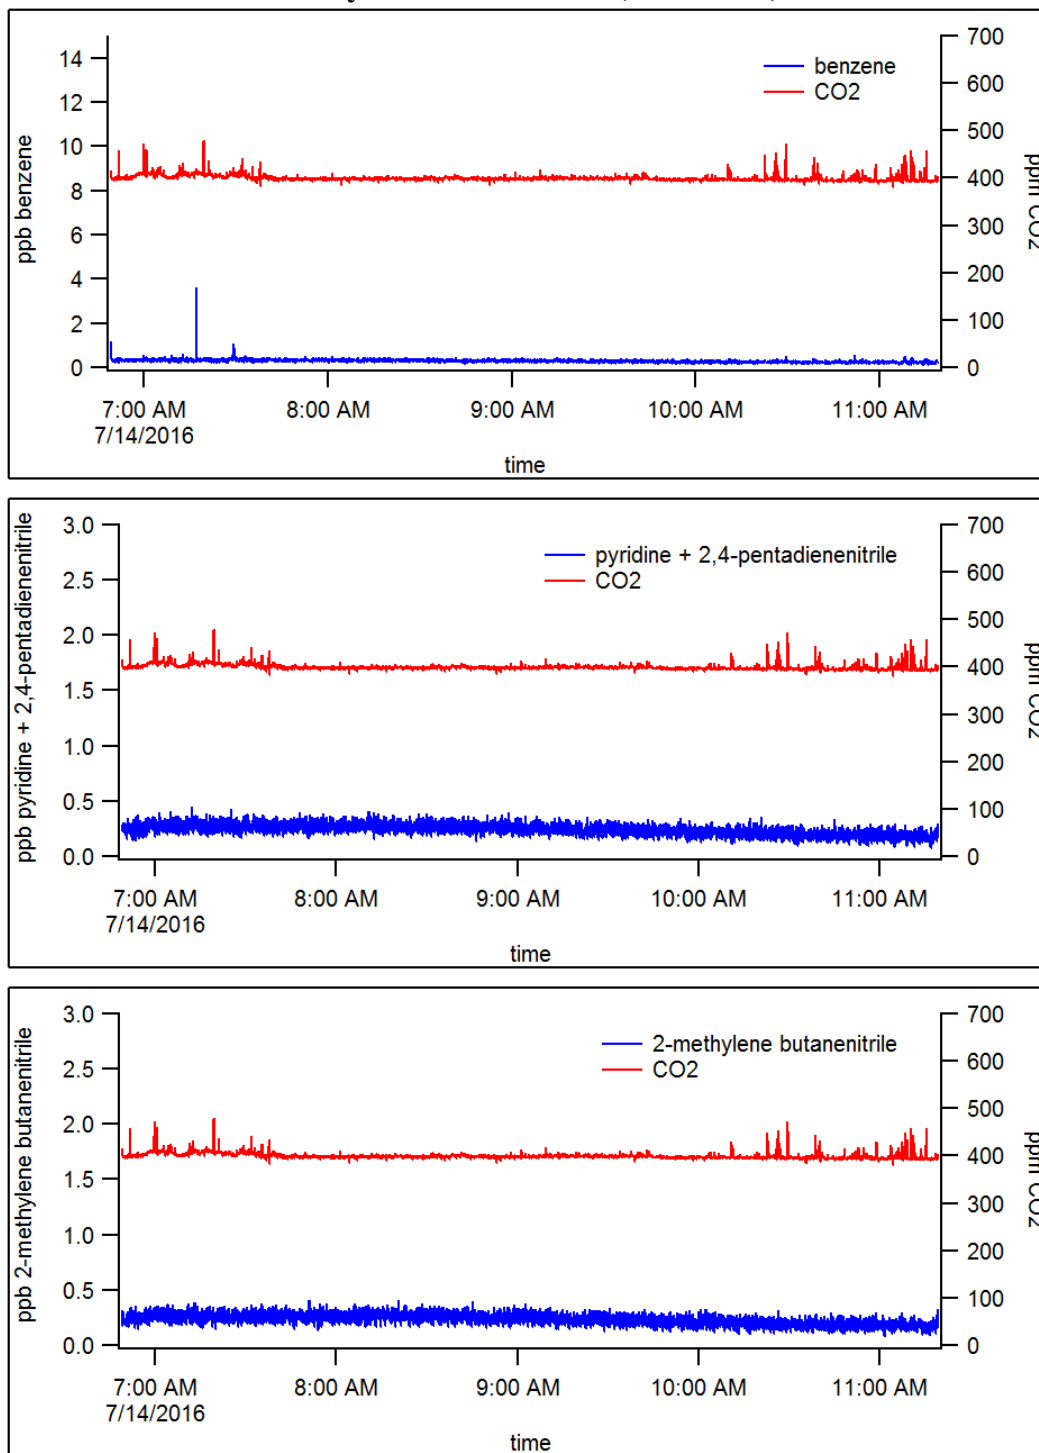 14
12
10
8
6
4
2
0
ppb benzene
benzene
CO2
700
600
500
400
300
200
100
0
ppm CO2
7:00 AM
7/14/2016
8:00 AM
9:00 AM
10:00 AM
11:00 AM
time
3.0
2.5
2.0
1.5
1.0
0.5
0.0
ppb pyridine + 2,4-pentadienenitrile
pyridine + 2,4-pentadienenitrile
CO2
700
600
500
400
300
200
100
0
ppm CO2
7:00 AM
7/14/2016
8:00 AM
9:00 AM
10:00 AM
11:00 AM
time
3.0
2.5
2.0
1.5
1.0
0.5
0.0
ppb 2-methylene butanenitrile
2-methylene butanenitrile
CO2
700
600
500
400
300
200
100
0
ppm CO2
7:00 AM
7/14/2016
8:00 AM
9:00 AM
10:00 AM
11:00 AM
time